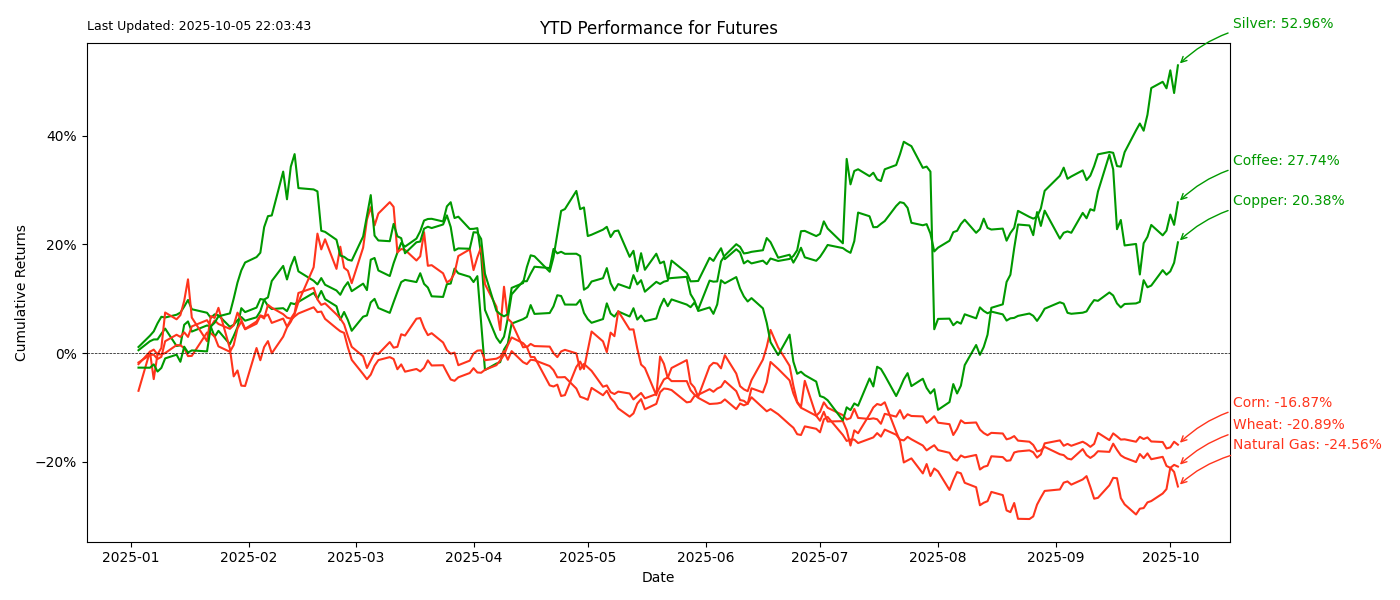 Last Updated: 2025-10-05 22:03:43
YTD Performance for Futures
Silver: 52.96%
Coffee: 27.74%
Copper: 20.38%
Corn: -16.87%
Wheat: -20.89%
Natural Gas: -24.56%
Cumulative Returns
40%
20%
0%
−20%
2025-01 2025-02 2025-03 2025-04 2025-05 2025-06 2025-07 2025-08 2025-09 2025-10
Date